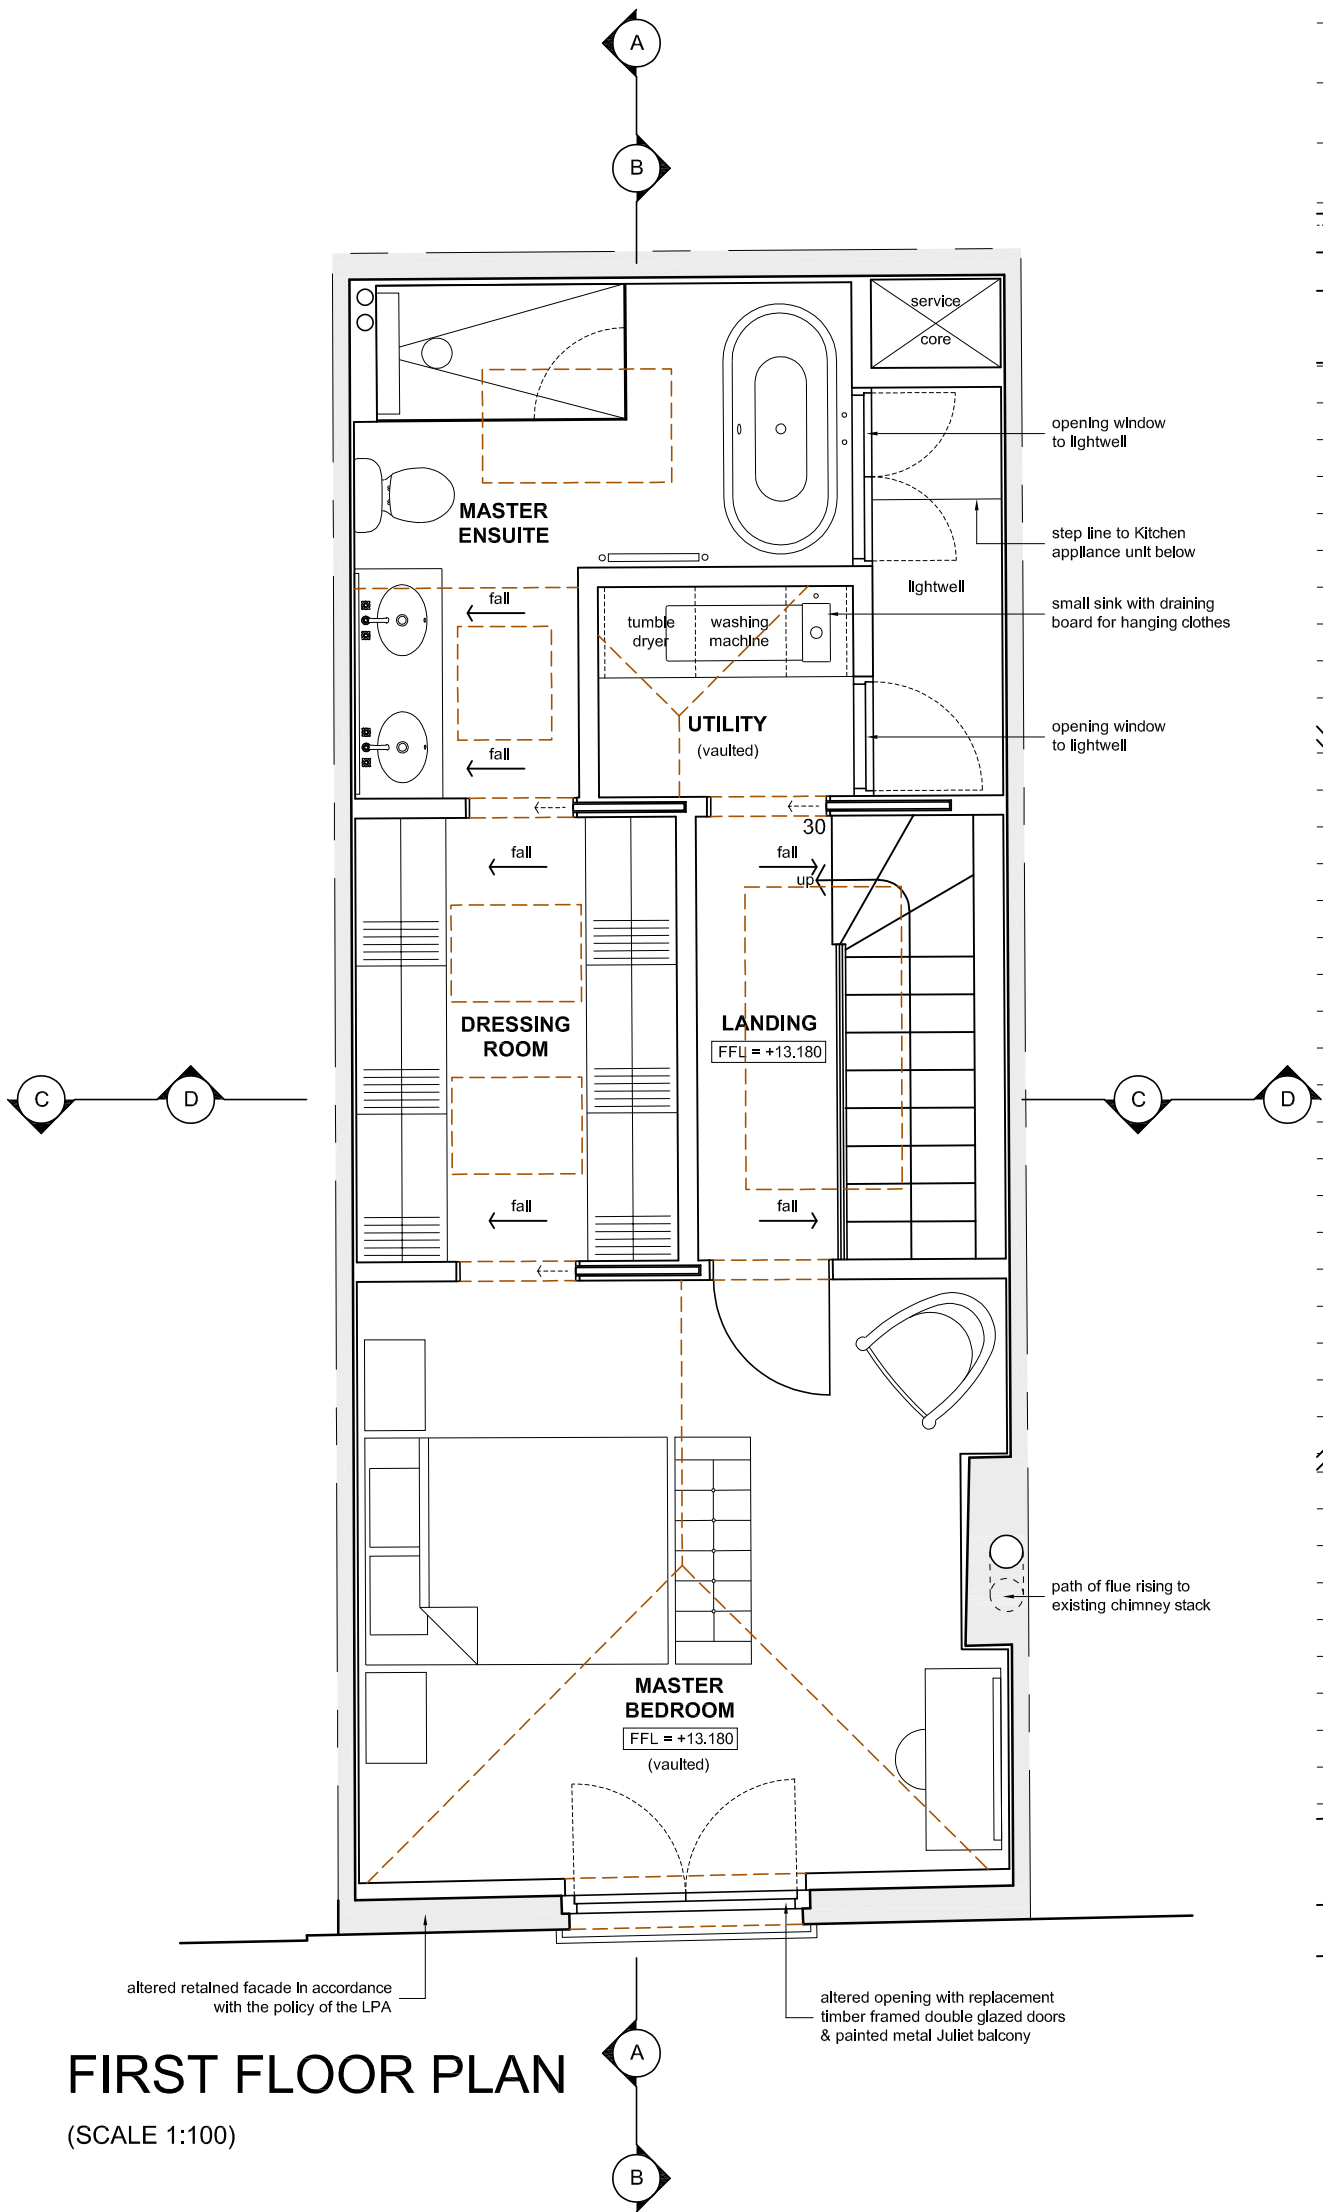 A
B
service
core
opening window
to lightwell
MASTER
ENSUITE
step line to Kitchen
appliance unit below
lightwell
fall
small sink with draining
board for hanging clothes
tumble
dryer
washing
machine
UTILITY
(vaulted)
opening window
to lightwell
fall
30
fall
fall
up
DRESSING
ROOM
LANDING
FFL = +13.180
C
D
C
D
fall
fall
path of flue rising to
existing chimney stack
MASTER
BEDROOM
FFL = +13.180
(vaulted)
altered retained facade in accordance
with the policy of the LPA
altered opening with replacement
timber framed double glazed doors
& painted metal Juliet balcony
A
B
FIRST FLOOR PLAN
(SCALE 1:100)